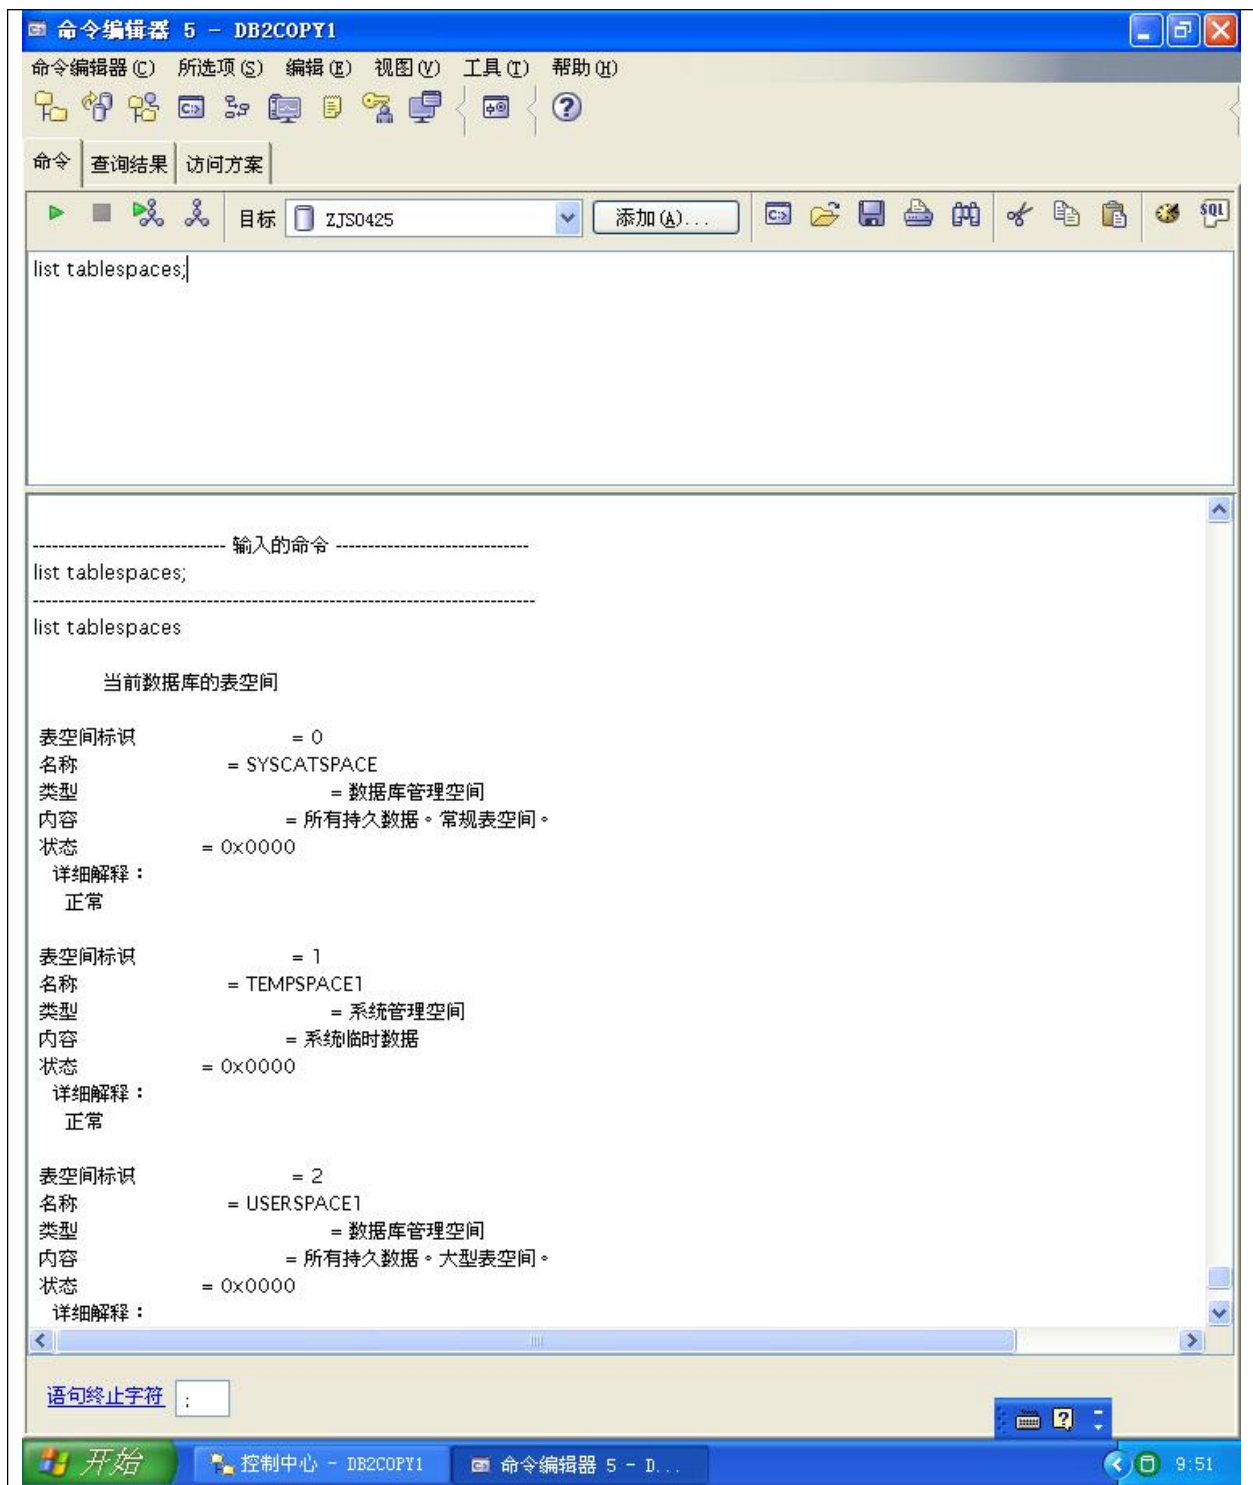 命令编辑器 5 - DB2COPY1
命令编辑器(C) 所选项(S) 编辑(E) 视图(V) 工具(T) 帮助(H)
命令 查询结果 访问方案
目标 ZJS0425 添加(A)... SQL
list tablespaces;
------------------------------ 输入的命令 ------------------------------
list tablespaces;
------------------------------------------------------------------------------
list tablespaces
当前数据库的表空间
表空间标识 = 0
名称 = SYSCATSPACE
类型 = 数据库管理空间
内容 = 所有持久数据。常规表空间。
状态 = 0x0000
详细解释：
正常
表空间标识 = 1
名称 = TEMPSPACE1
类型 = 系统管理空间
内容 = 系统临时数据
状态 = 0x0000
详细解释：
正常
表空间标识 = 2
名称 = USERSPACE1
类型 = 数据库管理空间
内容 = 所有持久数据。大型表空间。
状态 = 0x0000
详细解释：
语句终止字符 ;
开始 控制中心 - DB2COPY1 命令编辑器 5 - D... 9:51